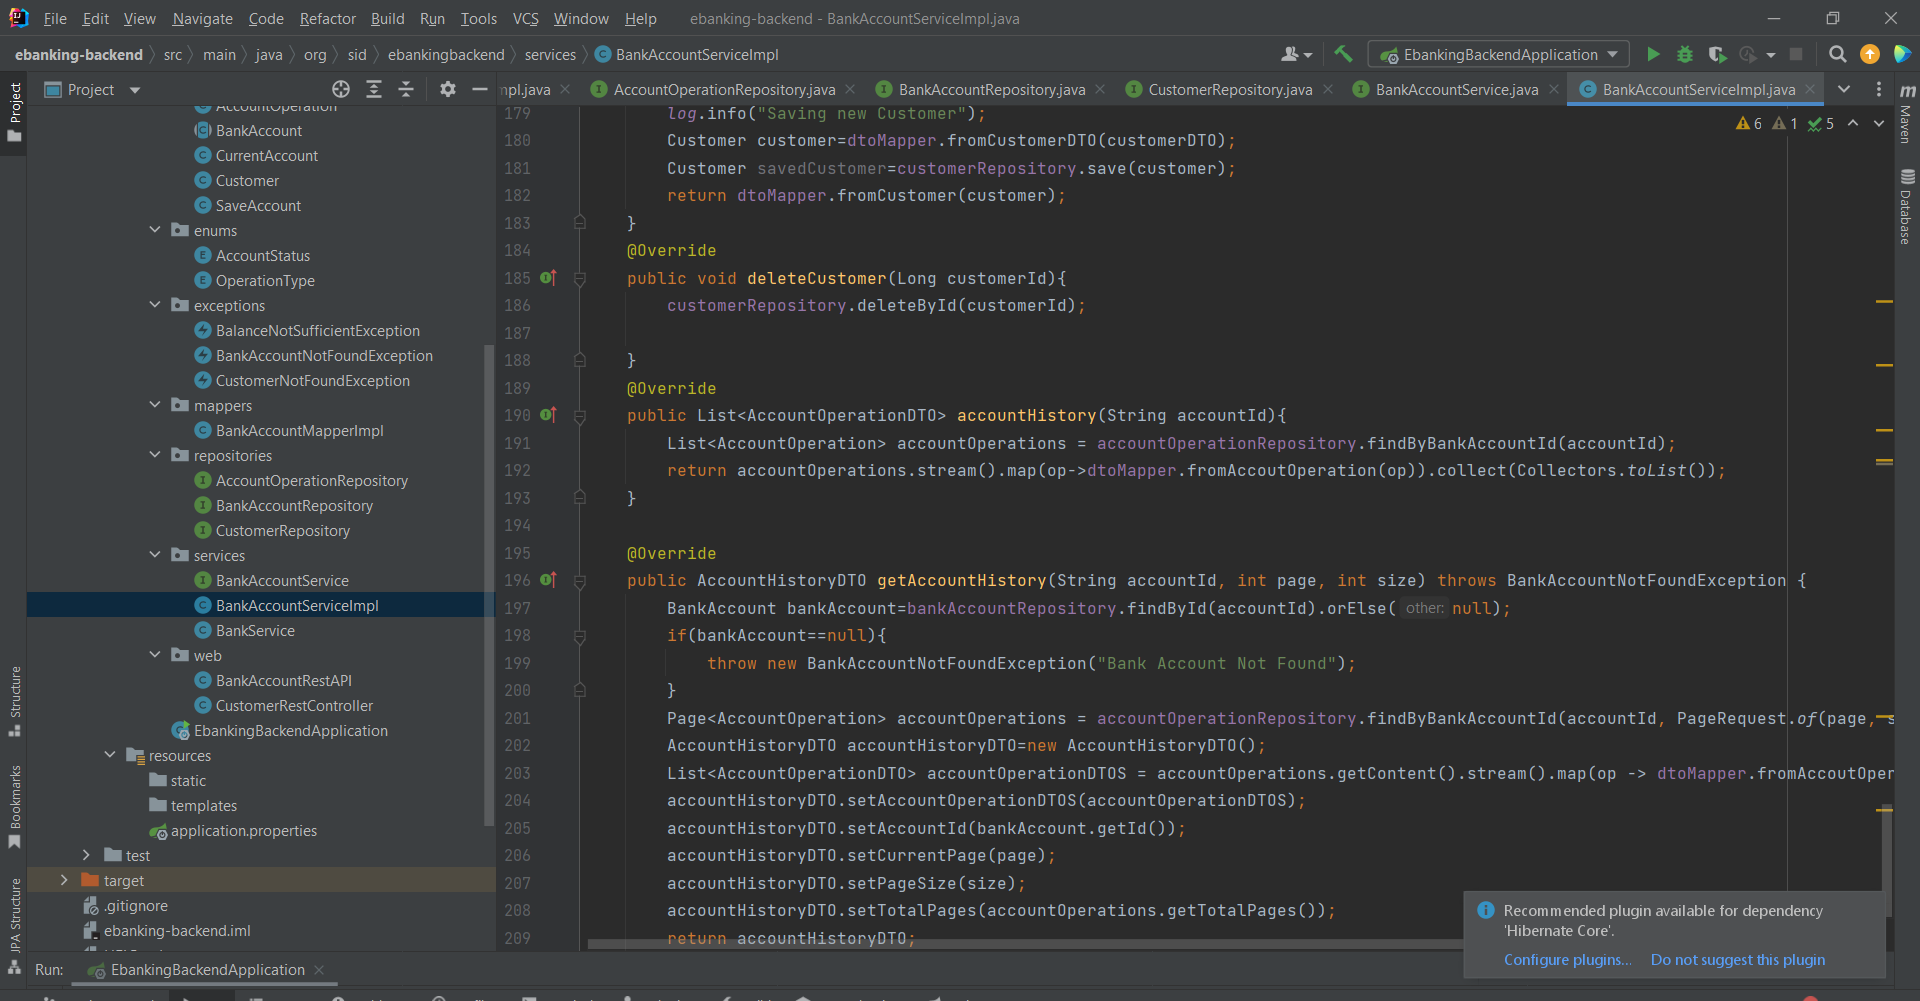 File Edit View Navigate Code Refactor Build Run Tools VCS Window Help ebanking-backend - BankAccountServiceImpl.java
ebanking-backend src main java org sid ebankingbackend services BankAccountServiceImpl EbankingBackendApplication
Project
AccountOperation
BankAccount
CurrentAccount
Customer
SaveAccount
enums
AccountStatus
OperationType
exceptions
BalanceNotSufficientException
BankAccountNotFoundException
CustomerNotFoundException
mappers
BankAccountMapperImpl
repositories
AccountOperationRepository
BankAccountRepository
CustomerRepository
services
BankAccountService
BankAccountServiceImpl
BankService
web
BankAccountRestAPI
CustomerRestController
EbankingBackendApplication
resources
static
templates
application.properties
test
target
.gitignore
ebanking-backend.iml
mpl.java AccountOperationRepository.java BankAccountRepository.java CustomerRepository.java BankAccountService.java BankAccountServiceImpl.java
6 1 5
179 log.info("Saving new Customer");
180 Customer customer=dtoMapper.fromCustomerDTO(customerDTO);
181 Customer savedCustomer=customerRepository.save(customer);
182 return dtoMapper.fromCustomer(customer);
183 }
184 @Override
185 public void deleteCustomer(Long customerId){
186 customerRepository.deleteById(customerId);
187
188 }
189 @Override
190 public List<AccountOperationDTO> accountHistory(String accountId){
191 List<AccountOperation> accountOperations = accountOperationRepository.findByBankAccountId(accountId);
192 return accountOperations.stream().map(op->dtoMapper.fromAccoutOperation(op)).collect(Collectors.toList());
193 }
194
195 @Override
196 public AccountHistoryDTO getAccountHistory(String accountId, int page, int size) throws BankAccountNotFoundException {
197 BankAccount bankAccount=bankAccountRepository.findById(accountId).orElse( other: null);
198 if(bankAccount==null){
199 throw new BankAccountNotFoundException("Bank Account Not Found");
200 }
201 Page<AccountOperation> accountOperations = accountOperationRepository.findByBankAccountId(accountId, PageRequest.of(page, s
202 AccountHistoryDTO accountHistoryDTO=new AccountHistoryDTO();
203 List<AccountOperationDTO> accountOperationDTOS = accountOperations.getContent().stream().map(op -> dtoMapper.fromAccoutOper
204 accountHistoryDTO.setAccountOperationDTOS(accountOperationDTOS);
205 accountHistoryDTO.setAccountId(bankAccount.getId());
206 accountHistoryDTO.setCurrentPage(page);
207 accountHistoryDTO.setPageSize(size);
208 accountHistoryDTO.setTotalPages(accountOperations.getTotalPages());
209 return accountHistoryDTO;
Recommended plugin available for dependency
'Hibernate Core'.
Configure plugins... Do not suggest this plugin
Project
Structure
Bookmarks
JPA Structure
m
Maven
Database
Run: EbankingBackendApplication